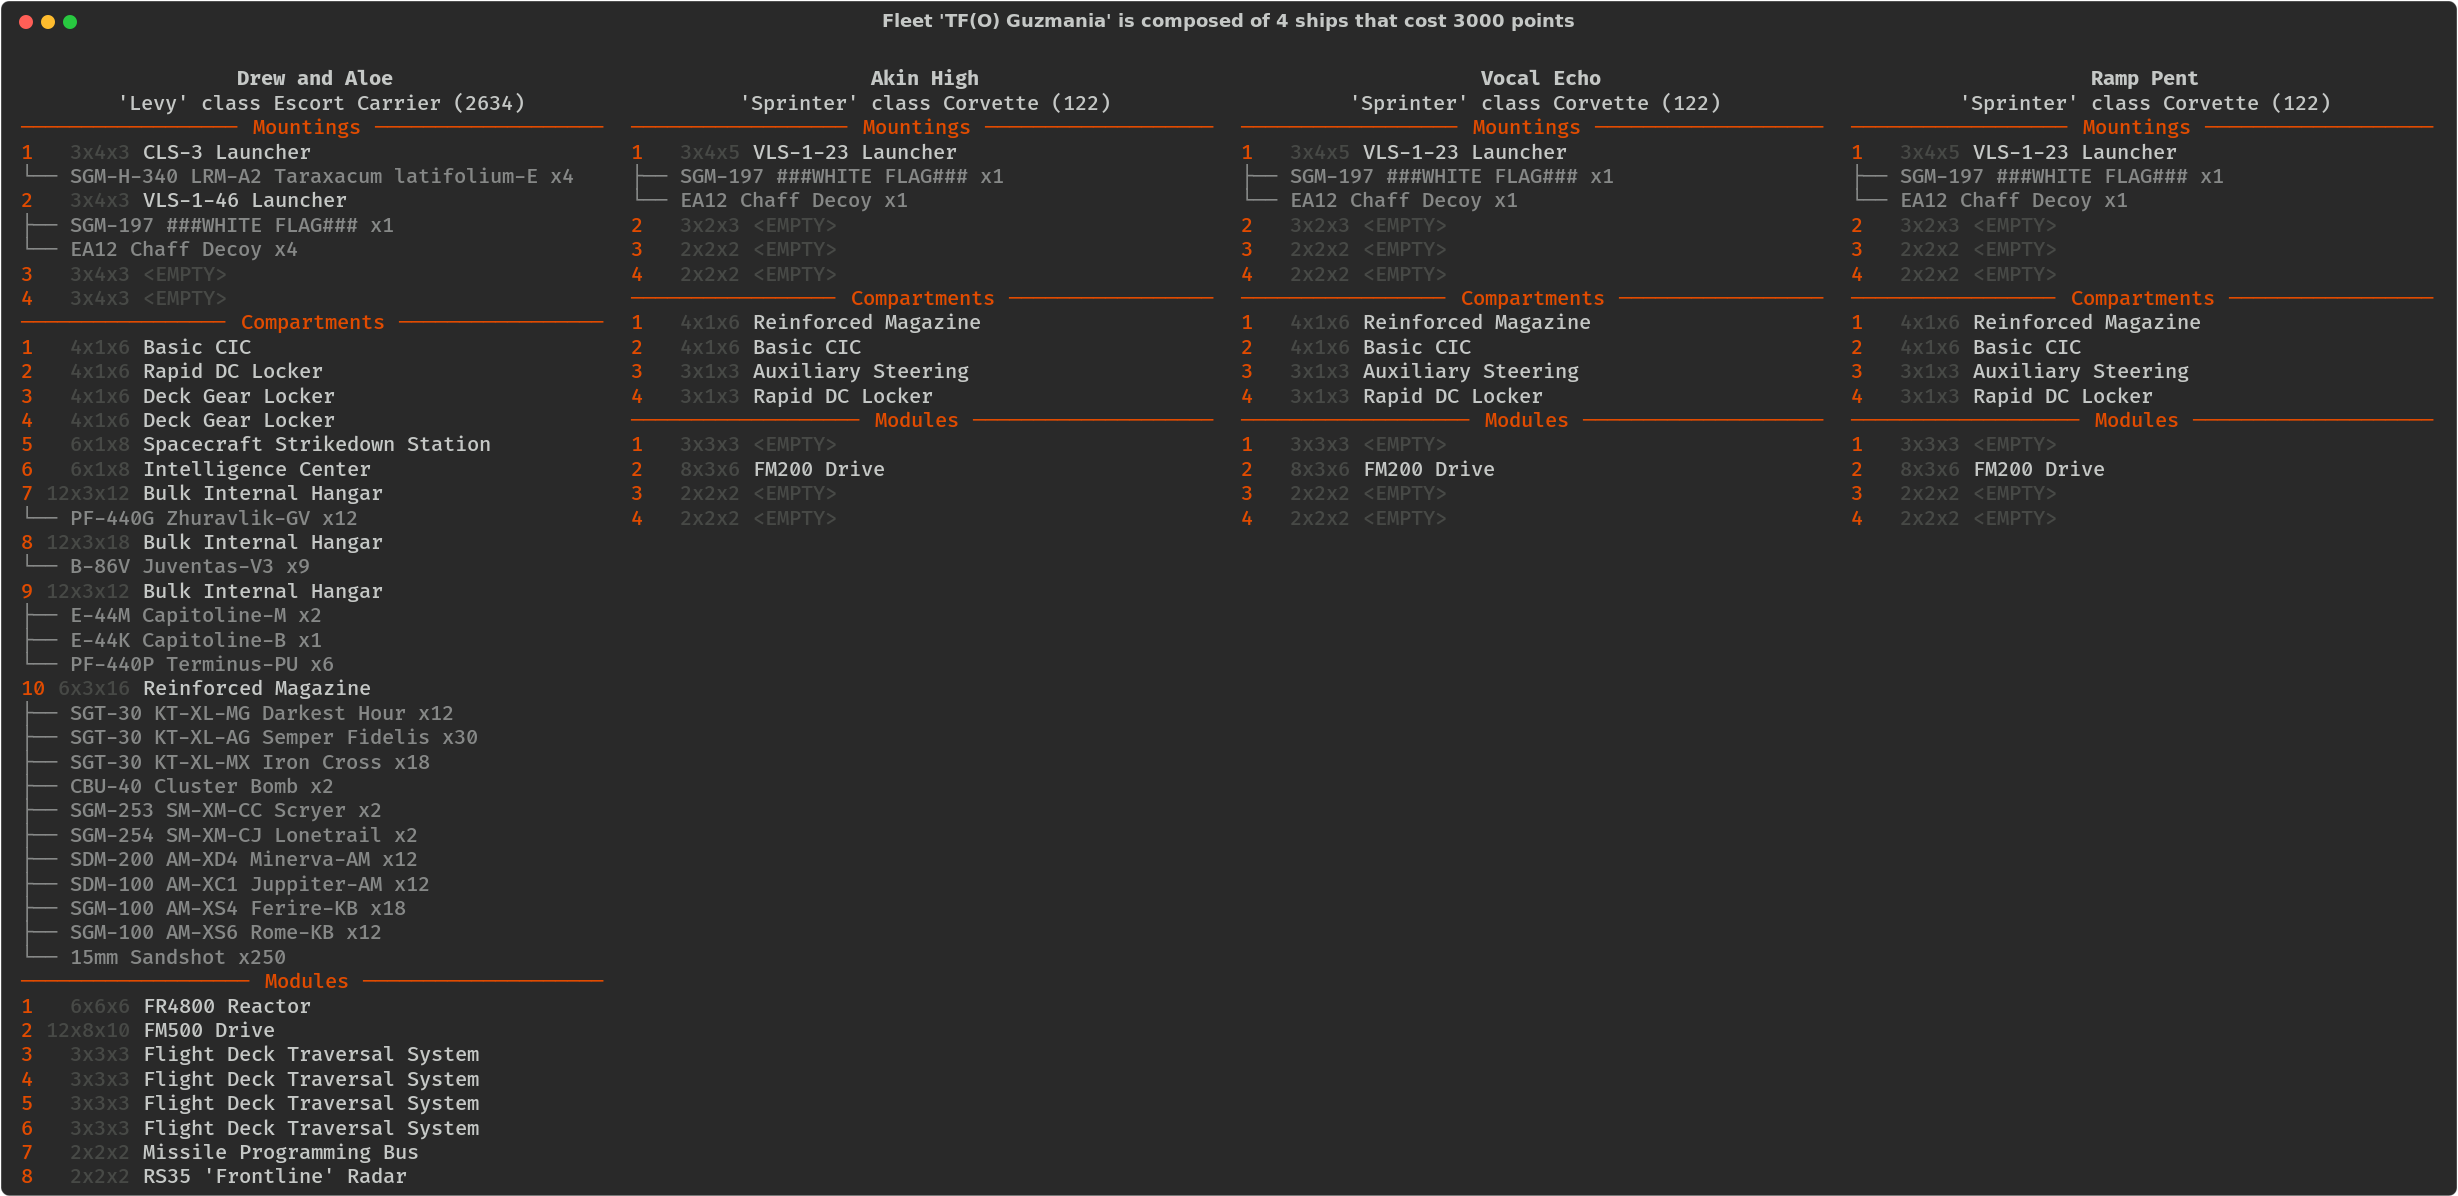 Fleet 'TF(O) Guzmania' is composed of 4 ships that cost 3000 points
Drew and Aloe
'Levy' class Escort Carrier (2634)
Mountings
1 3x4x3 CLS-3 Launcher
SGM-H-340 LRM-A2 Taraxacum latifolium-E x4
2 3x4x3 VLS-1-46 Launcher
SGM-197 ###WHITE FLAG### x1
EA12 Chaff Decoy x4
3 3x4x3 <EMPTY>
4 3x4x3 <EMPTY>
Compartments
1 4x1x6 Basic CIC
2 4x1x6 Rapid DC Locker
3 4x1x6 Deck Gear Locker
4 4x1x6 Deck Gear Locker
5 6x1x8 Spacecraft Strikedown Station
6 6x1x8 Intelligence Center
7 12x3x12 Bulk Internal Hangar
PF-440G Zhuravlik-GV x12
8 12x3x18 Bulk Internal Hangar
B-86V Juventas-V3 x9
9 12x3x12 Bulk Internal Hangar
E-44M Capitoline-M x2
E-44K Capitoline-B x1
PF-440P Terminus-PU x6
10 6x3x16 Reinforced Magazine
SGT-30 KT-XL-MG Darkest Hour x12
SGT-30 KT-XL-AG Semper Fidelis x30
SGT-30 KT-XL-MX Iron Cross x18
CBU-40 Cluster Bomb x2
SGM-253 SM-XM-CC Scryer x2
SGM-254 SM-XM-CJ Lonetrail x2
SDM-200 AM-XD4 Minerva-AM x12
SDM-100 AM-XC1 Juppiter-AM x12
SGM-100 AM-XS4 Ferire-KB x18
SGM-100 AM-XS6 Rome-KB x12
15mm Sandshot x250
Modules
1 6x6x6 FR4800 Reactor
2 12x8x10 FM500 Drive
3 3x3x3 Flight Deck Traversal System
4 3x3x3 Flight Deck Traversal System
5 3x3x3 Flight Deck Traversal System
6 3x3x3 Flight Deck Traversal System
7 2x2x2 Missile Programming Bus
8 2x2x2 RS35 'Frontline' Radar
Akin High
'Sprinter' class Corvette (122)
Mountings
1 3x4x5 VLS-1-23 Launcher
SGM-197 ###WHITE FLAG### x1
EA12 Chaff Decoy x1
2 3x2x3 <EMPTY>
3 2x2x2 <EMPTY>
4 2x2x2 <EMPTY>
Compartments
1 4x1x6 Reinforced Magazine
2 4x1x6 Basic CIC
3 3x1x3 Auxiliary Steering
4 3x1x3 Rapid DC Locker
Modules
1 3x3x3 <EMPTY>
2 8x3x6 FM200 Drive
3 2x2x2 <EMPTY>
4 2x2x2 <EMPTY>
Vocal Echo
'Sprinter' class Corvette (122)
Mountings
1 3x4x5 VLS-1-23 Launcher
SGM-197 ###WHITE FLAG### x1
EA12 Chaff Decoy x1
2 3x2x3 <EMPTY>
3 2x2x2 <EMPTY>
4 2x2x2 <EMPTY>
Compartments
1 4x1x6 Reinforced Magazine
2 4x1x6 Basic CIC
3 3x1x3 Auxiliary Steering
4 3x1x3 Rapid DC Locker
Modules
1 3x3x3 <EMPTY>
2 8x3x6 FM200 Drive
3 2x2x2 <EMPTY>
4 2x2x2 <EMPTY>
Ramp Pent
'Sprinter' class Corvette (122)
Mountings
1 3x4x5 VLS-1-23 Launcher
SGM-197 ###WHITE FLAG### x1
EA12 Chaff Decoy x1
2 3x2x3 <EMPTY>
3 2x2x2 <EMPTY>
4 2x2x2 <EMPTY>
Compartments
1 4x1x6 Reinforced Magazine
2 4x1x6 Basic CIC
3 3x1x3 Auxiliary Steering
4 3x1x3 Rapid DC Locker
Modules
1 3x3x3 <EMPTY>
2 8x3x6 FM200 Drive
3 2x2x2 <EMPTY>
4 2x2x2 <EMPTY>